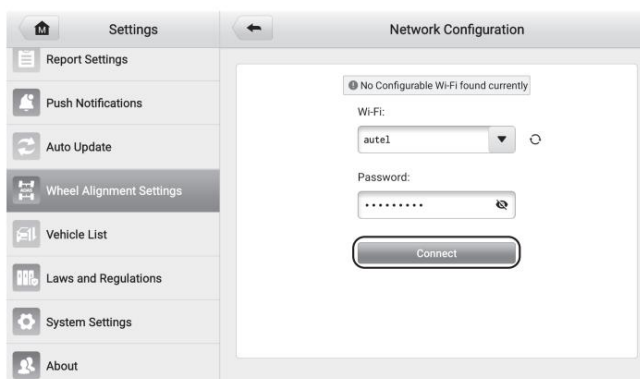 M
Settings
Network Configuration
Report Settings
Push Notifications
Auto Update
Wheel Alignment Settings
Vehicle List
Laws and Regulations
System Settings
About
No Configurable Wi-Fi found currently
Wi-Fi:
autel
Password:
•••••••••
Connect